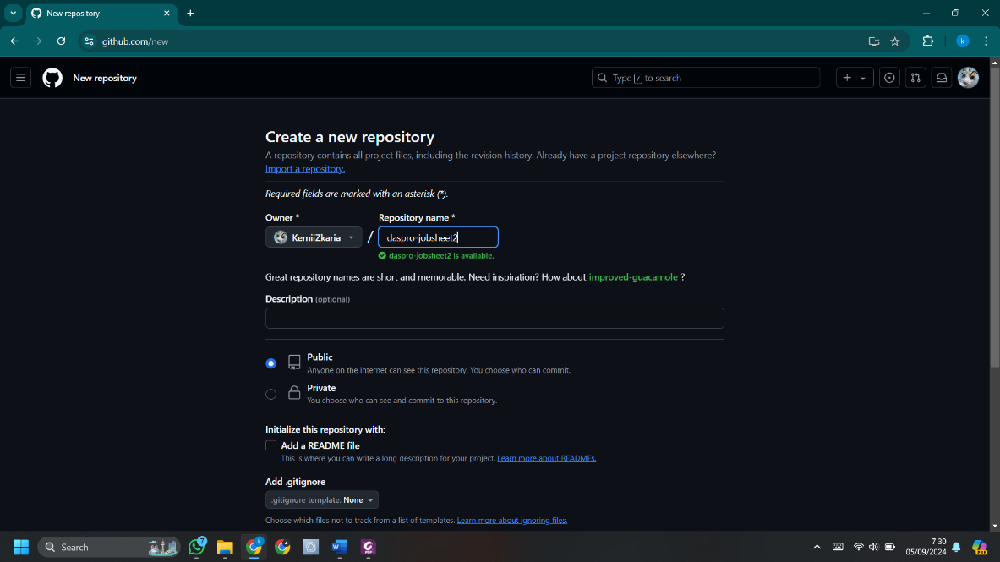 New repository
github.com/new
New repository
Type / to search
Create a new repository
A repository contains all project files, including the revision history. Already have a project repository elsewhere?
Import a repository.
Required fields are marked with an asterisk (*).
Owner * Repository name *
KemiiZkaria / daspro-jobsheet2
daspro-jobsheet2 is available.
Great repository names are short and memorable. Need inspiration? How about improved-guacamole ?
Description (optional)
Public
Anyone on the internet can see this repository. You choose who can commit.
Private
You choose who can see and commit to this repository.
Initialize this repository with:
Add a README file
This is where you can write a long description for your project. Learn more about READMEs.
Add .gitignore
.gitignore template: None
Choose which files not to track from a list of templates. Learn more about ignoring files.
Search
7
7:30
05/09/2024